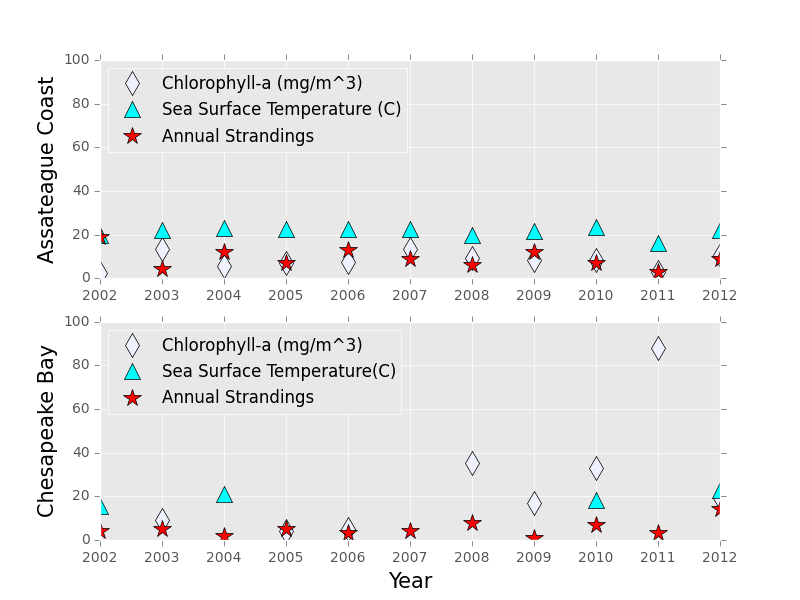 Assateague Coast
100
80
60
40
20
0
Chlorophyll-a (mg/m^3)
Sea Surface Temperature (C)
Annual Strandings
2002 2003 2004 2005 2006 2007 2008 2009 2010 2011 2012
Chesapeake Bay
100
80
60
40
20
0
Chlorophyll-a (mg/m^3)
Sea Surface Temperature(C)
Annual Strandings
2002 2003 2004 2005 2006 2007 2008 2009 2010 2011 2012
Year